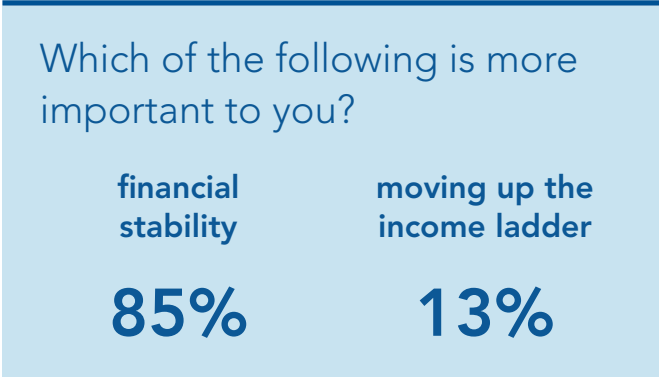 Which of the following is more
important to you?
financial
stability
moving up the
income ladder
85%
13%